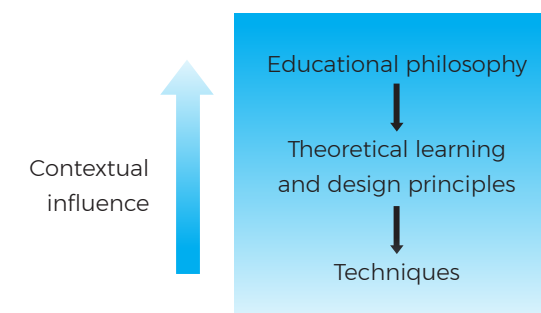 Educational philosophy
Theoretical learning
and design principles
Techniques
Contextual
influence